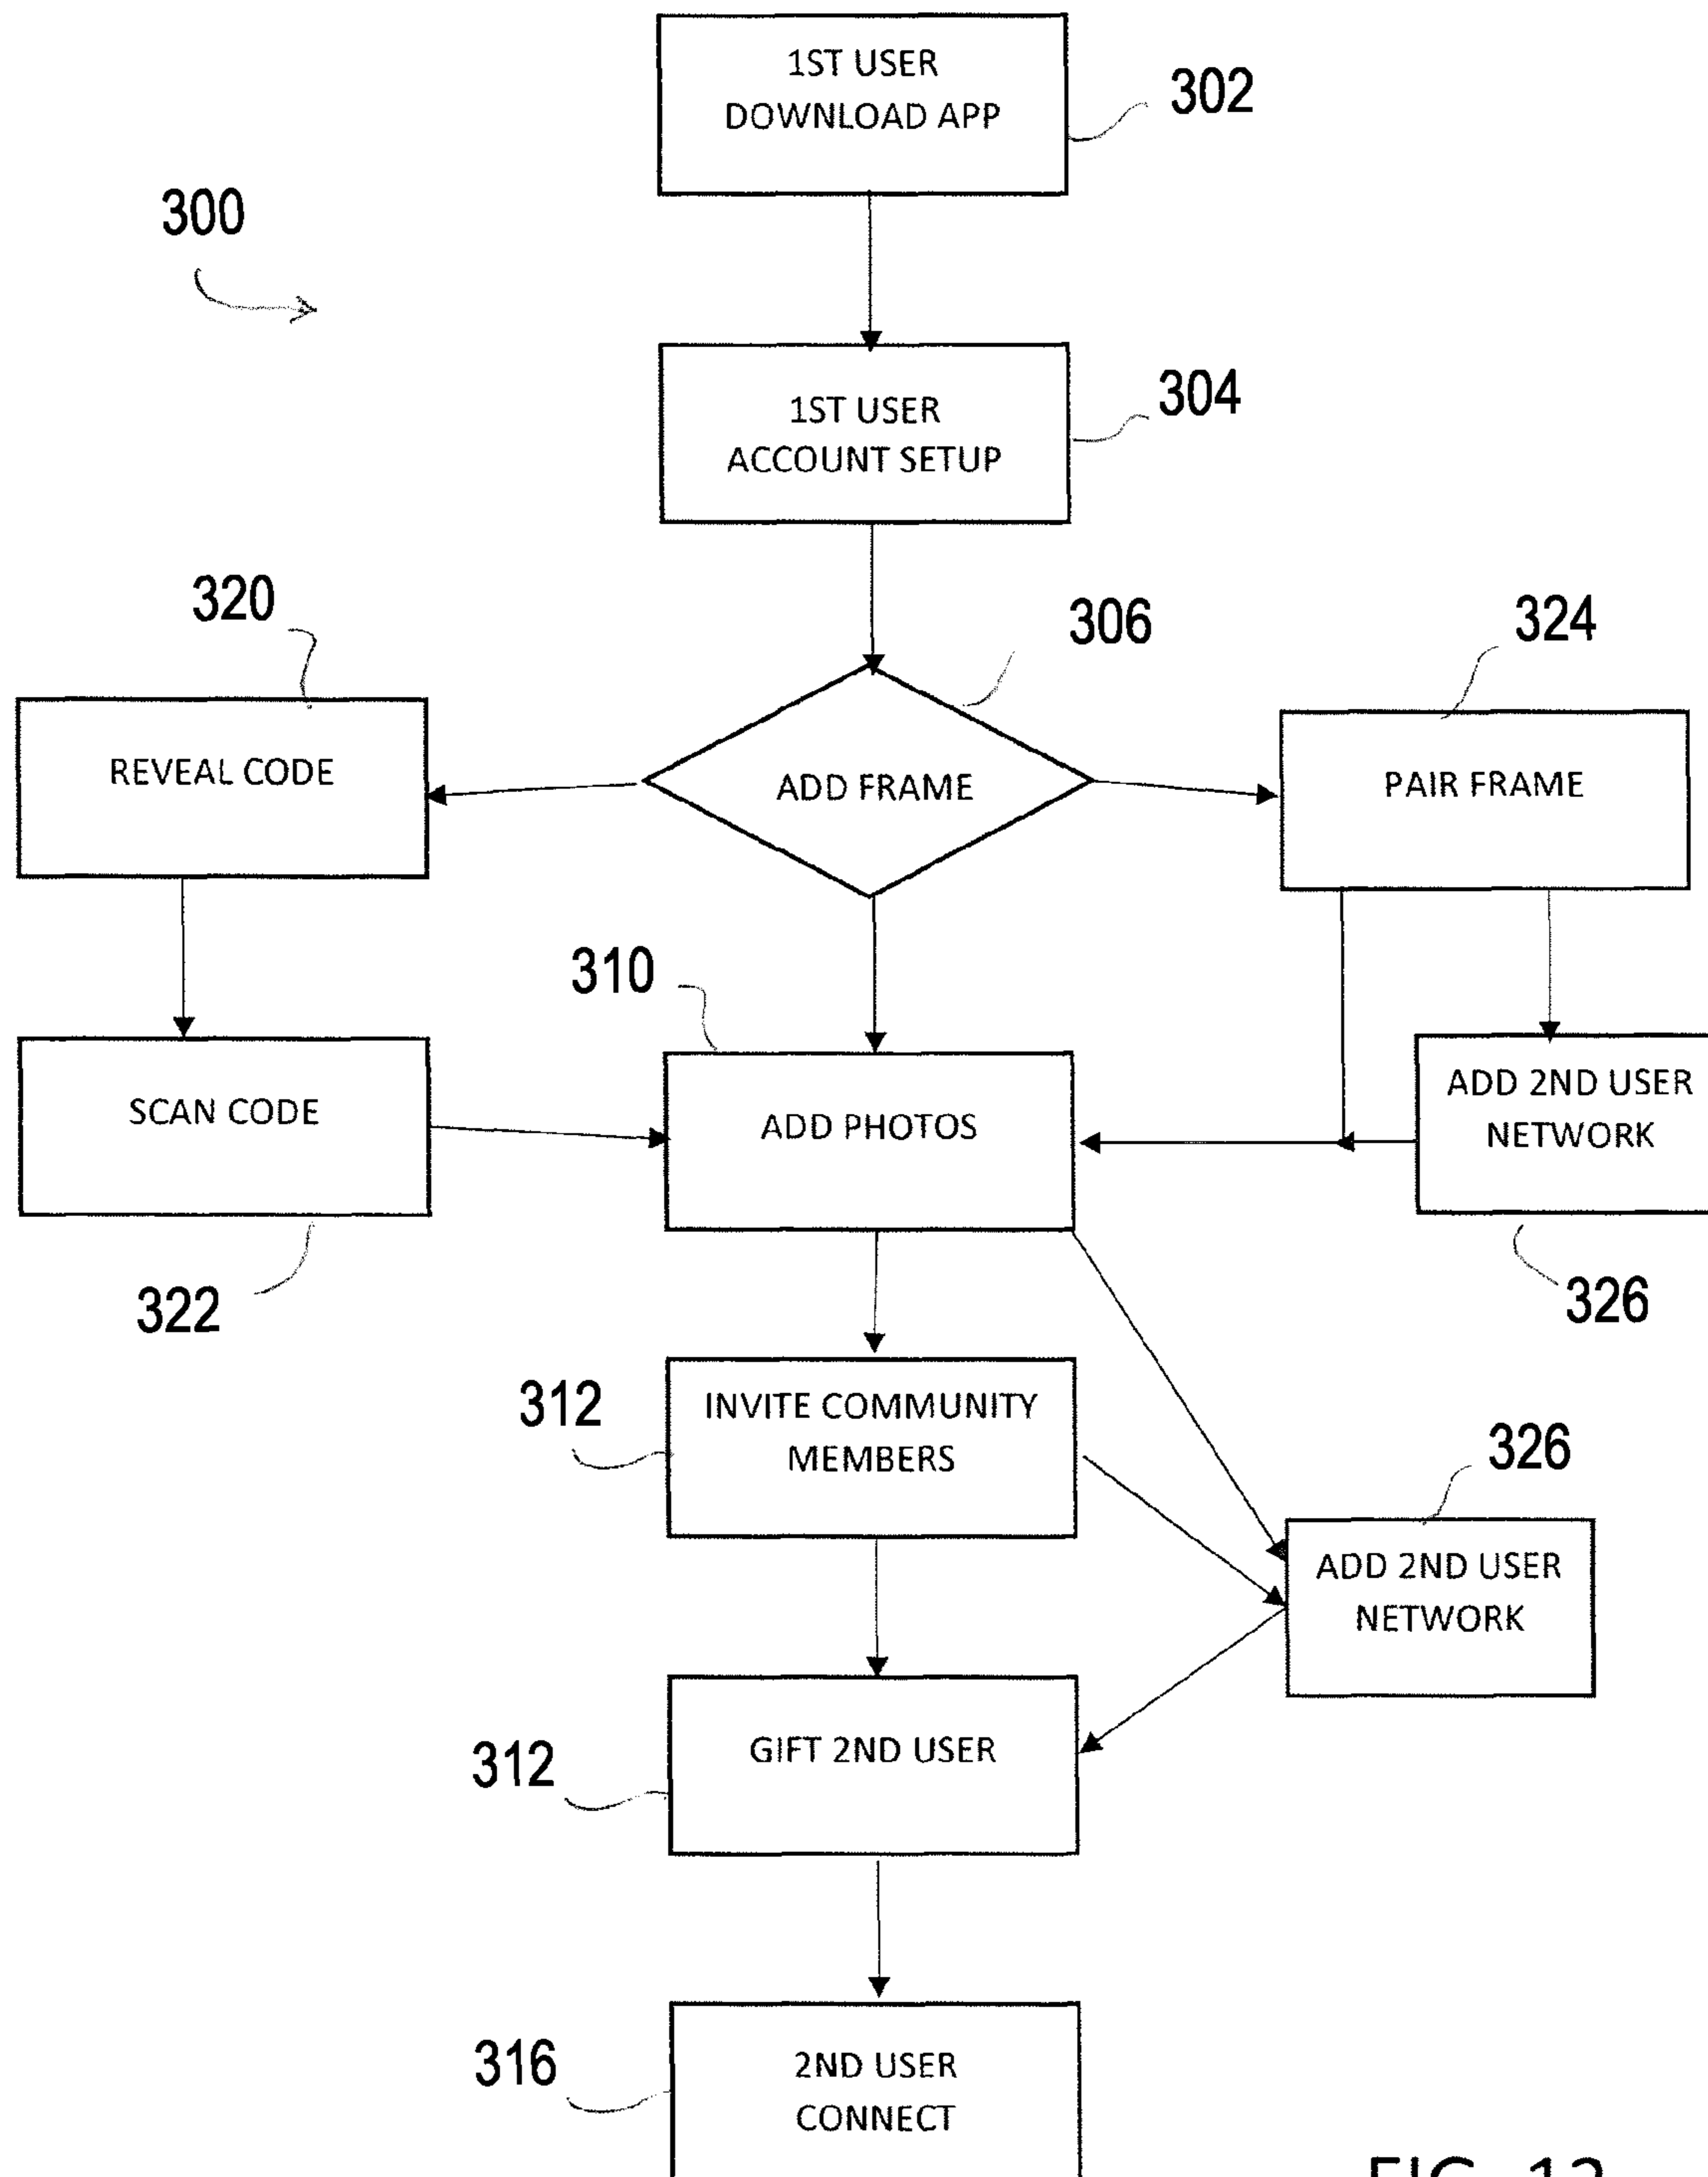 1ST USER
DOWNLOAD APP
302
300
1ST USER
ACCOUNT SETUP
304
320
306
324
REVEAL CODE
ADD FRAME
PAIR FRAME
310
SCAN CODE
ADD PHOTOS
ADD 2ND USER
NETWORK
322
326
312
INVITE COMMUNITY
MEMBERS
326
ADD 2ND USER
NETWORK
312
GIFT 2ND USER
316
2ND USER
CONNECT